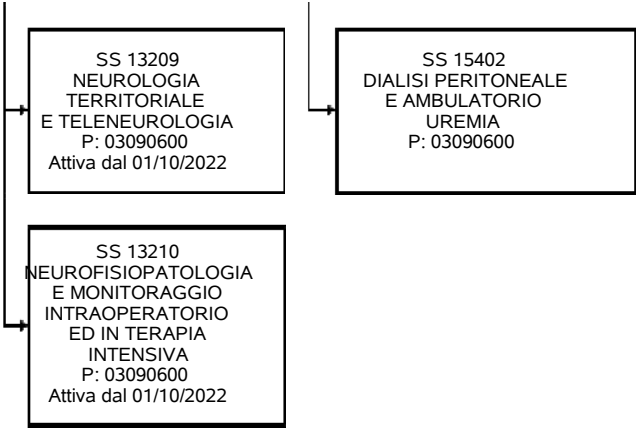 SS 13209
NEUROLOGIA
TERRITORIALE
E TELENEUROLOGIA
P: 03090600
Attiva dal 01/10/2022
SS 15402
DIALISI PERITONEALE
E AMBULATORIO
UREMIA
P: 03090600
SS 13210
NEUROFISIOPATOLOGIA
E MONITORAGGIO
INTRAOPERATORIO
ED IN TERAPIA
INTENSIVA
P: 03090600
Attiva dal 01/10/2022